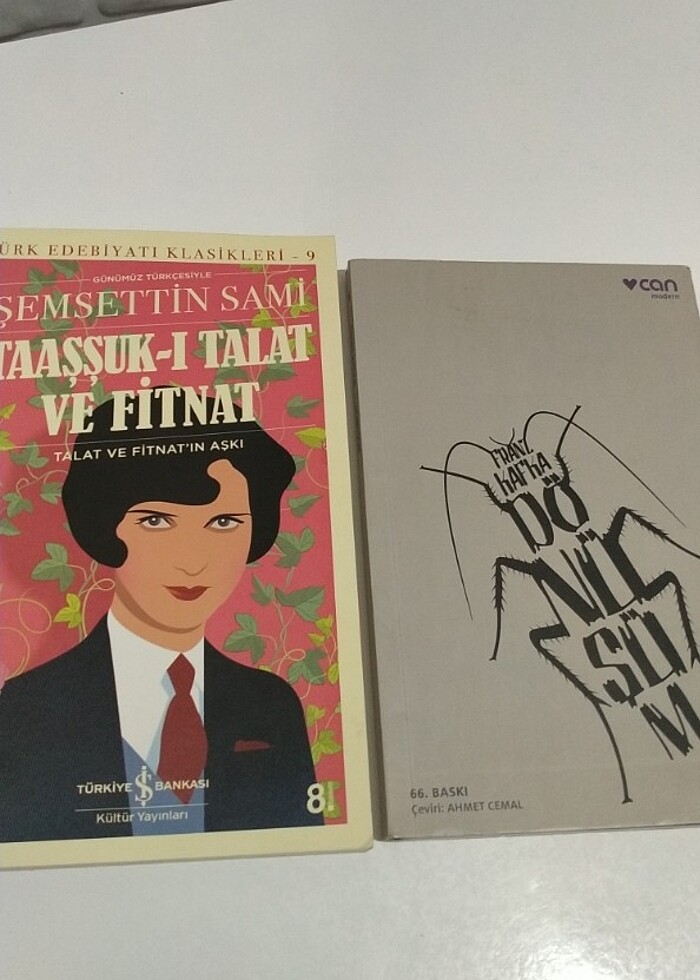 ÜRK EDEBİYATI KLASİKLERİ - 9
GÜNÜMÜZ TÜRKÇESİYLE
ŞEMSETTİN SAMİ
TAAŞŞUK-I TALAT
VE FİTNAT
TALAT VE FİTNAT'IN AŞKI
TÜRKİYE İŞ BANKASI
Kültür Yayınları
8!
can
modern
FRANZ
KAFKA
DÖ
NÜ
ŞÜ
M
66. BASKI
Çeviri: AHMET CEMAL